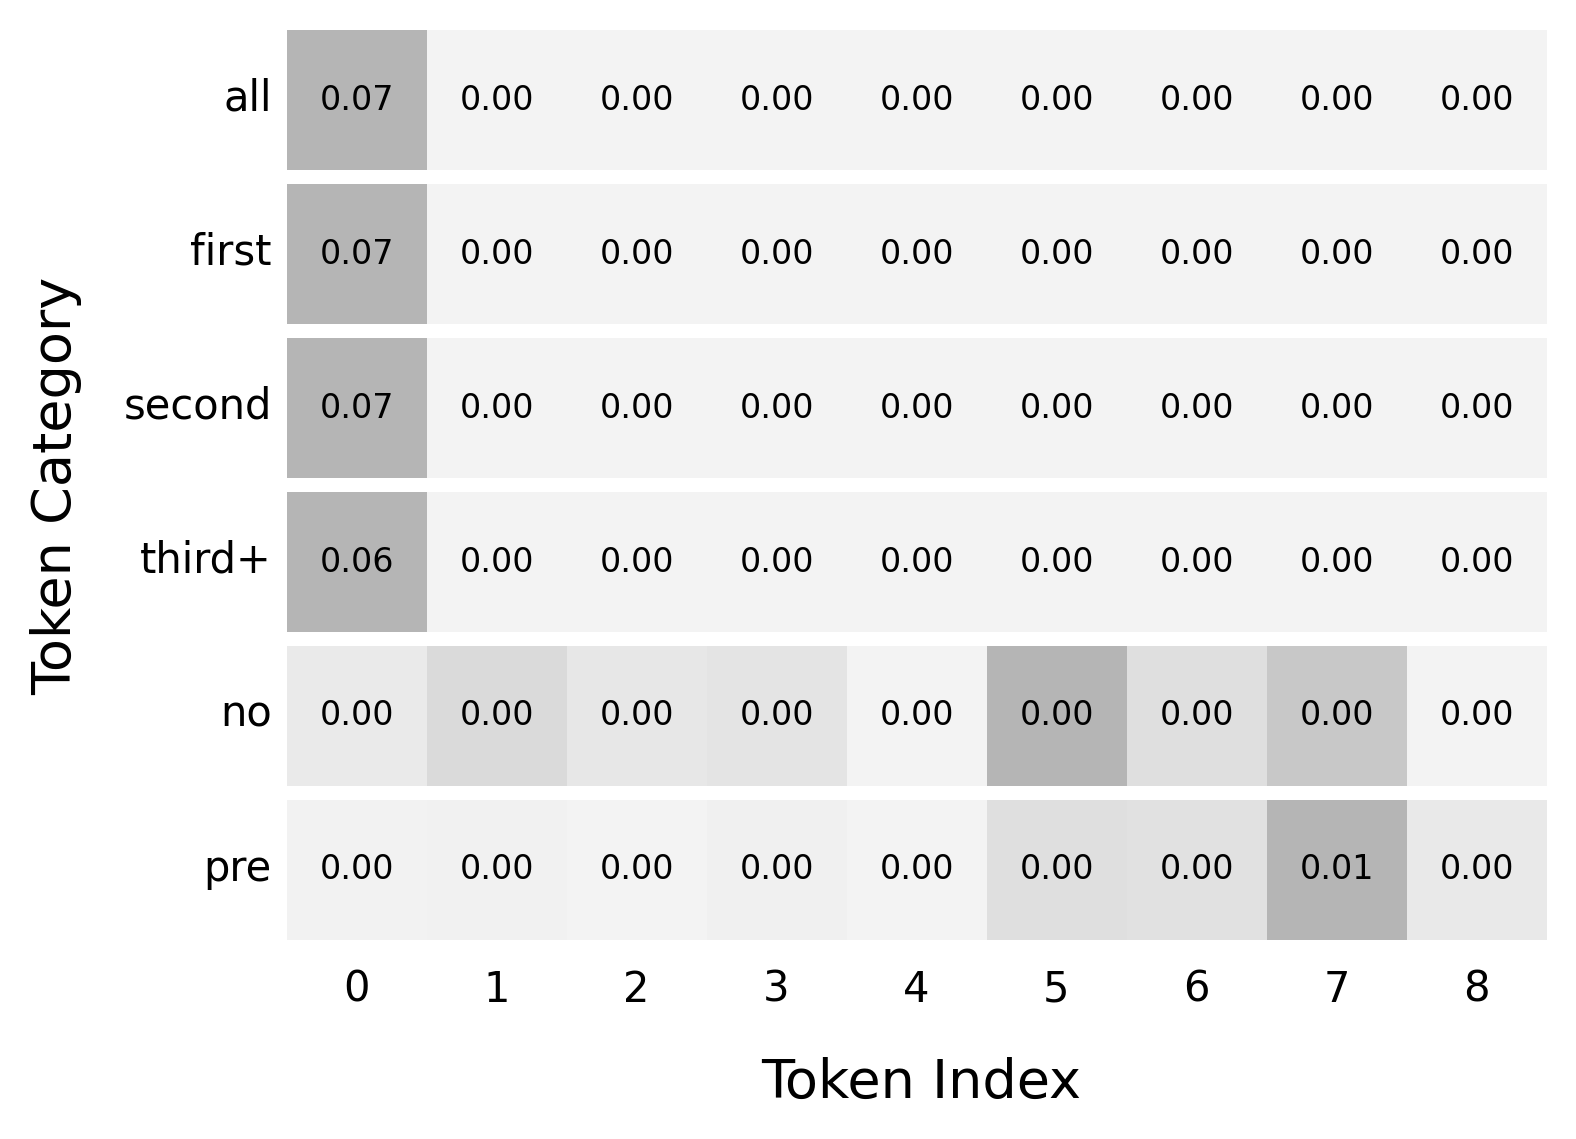 all 0.07 0.00 0.00 0.00 0.00 0.00 0.00 0.00 0.00
first 0.07 0.00 0.00 0.00 0.00 0.00 0.00 0.00 0.00
second 0.07 0.00 0.00 0.00 0.00 0.00 0.00 0.00 0.00
third+ 0.06 0.00 0.00 0.00 0.00 0.00 0.00 0.00 0.00
no 0.00 0.00 0.00 0.00 0.00 0.00 0.00 0.00 0.00
pre 0.00 0.00 0.00 0.00 0.00 0.00 0.00 0.01 0.00
0 1 2 3 4 5 6 7 8
Token Index
Token Category